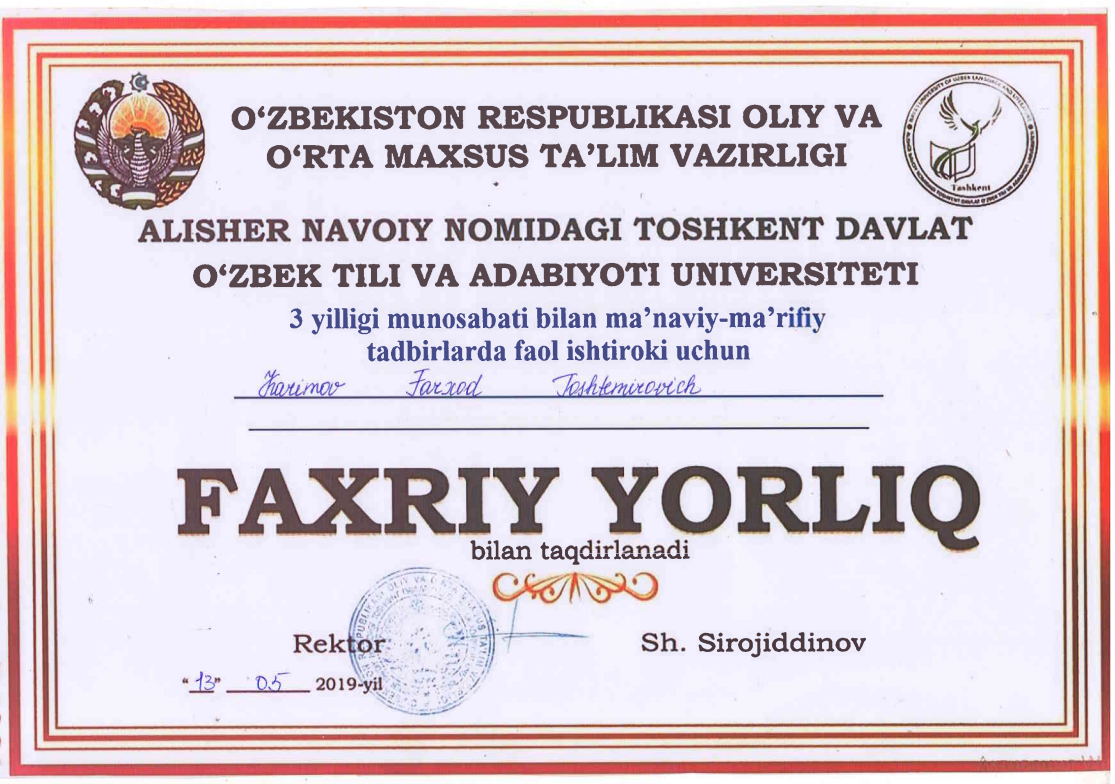 O‘ZBEKISTON RESPUBLIKASI OLIY VA
O‘RTA MAXSUS TA’LIM VAZIRLIGI
Tashkent
ALISHER NAVOIY NOMIDAGI TOSHKENT DAVLAT
O‘ZBEK TILI VA ADABIYOTI UNIVERSITETI
3 yilligi munosabati bilan ma’naviy-ma’rifiy
tadbirlarda faol ishtiroki uchun
Karimov Farxod Toshtemirovich
FAXRIY YORLIQ
bilan taqdirlanadi
Rektor Sh. Sirojiddinov
“13” 05 2019-yil